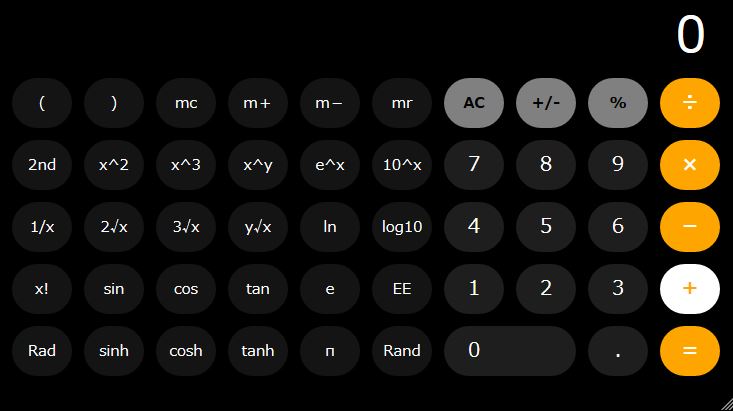 0
( ) mc m+ m− mr AC +/- % ÷
2nd x^2 x^3 x^y e^x 10^x 7 8 9 ×
1/x 2√x 3√x y√x ln log10 4 5 6 −
x! sin cos tan e EE 1 2 3 +
Rad sinh cosh tanh п Rand 0 . =